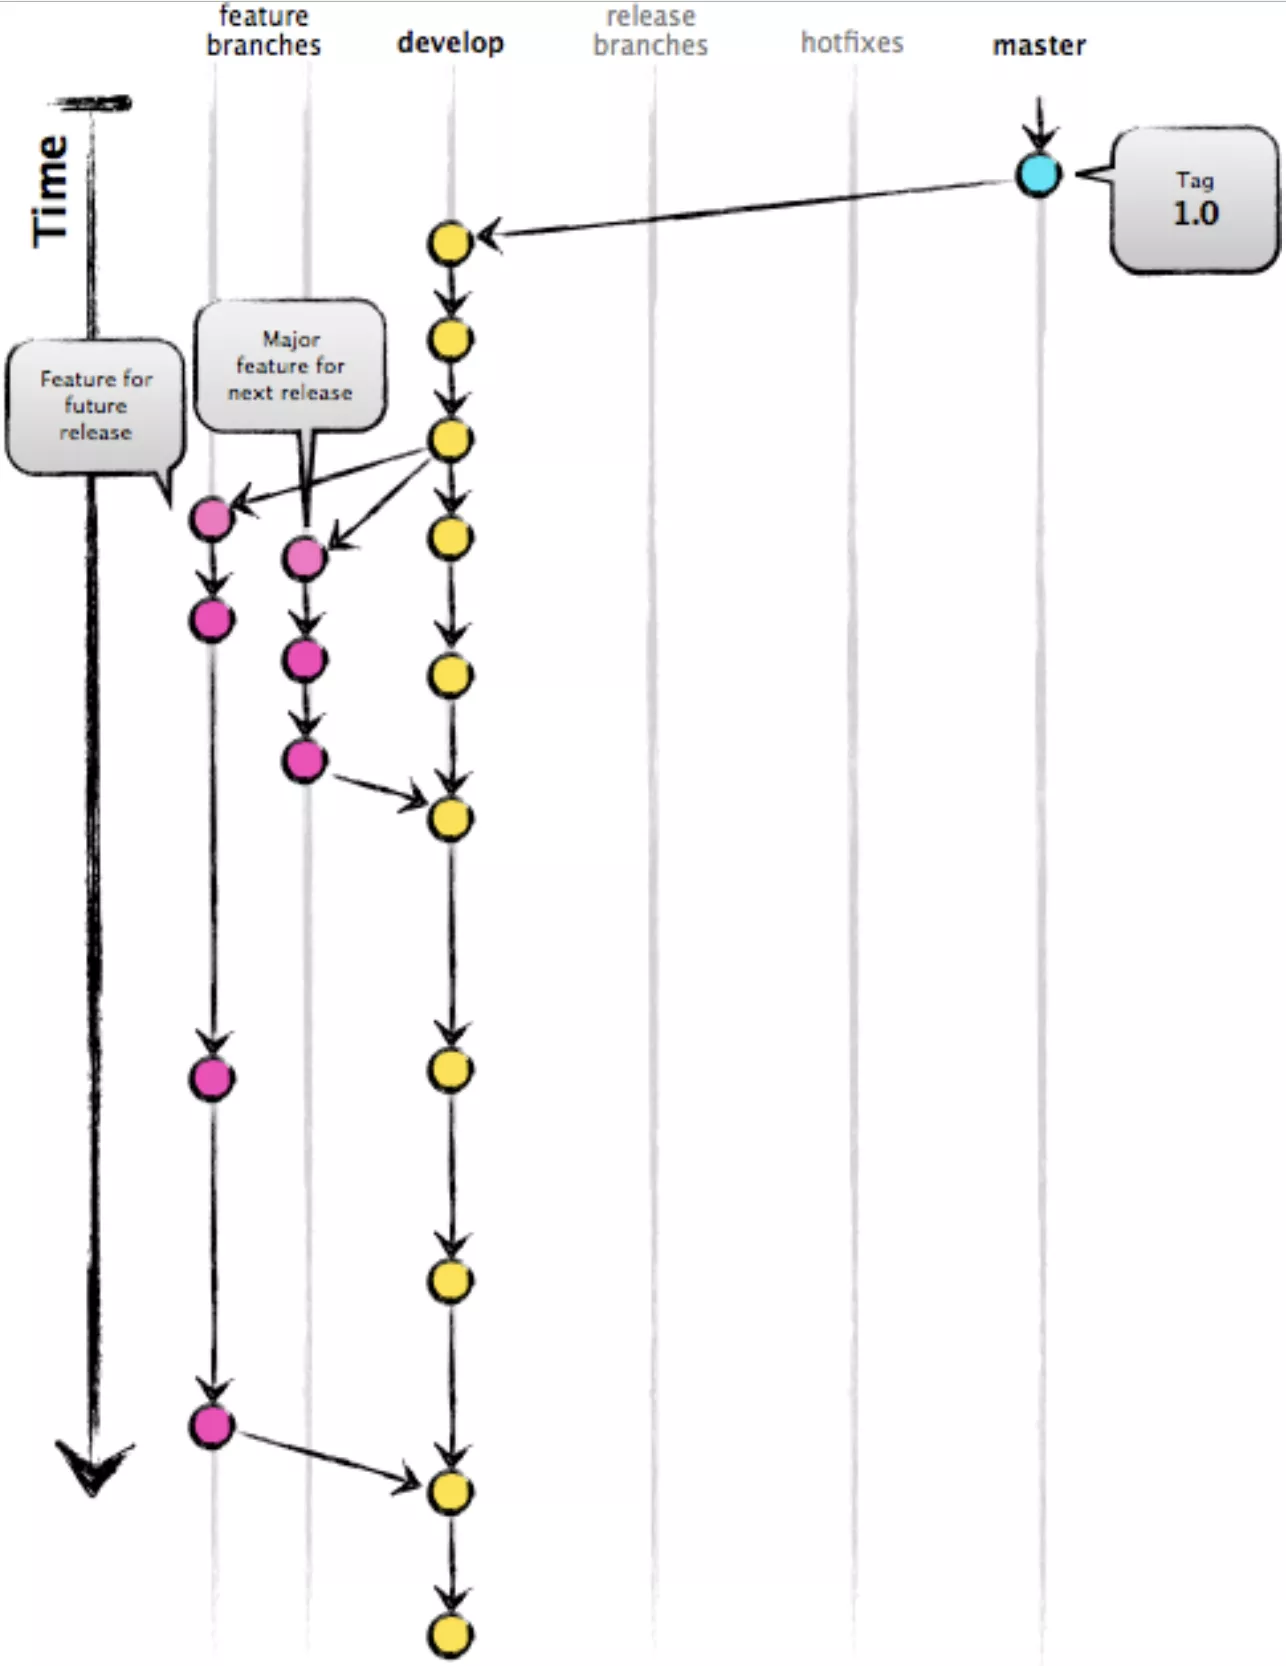 feature
branches
develop
release
branches
hotfixes
master
Time
Tag
1.0
Major
feature for
next release
Feature for
future
release